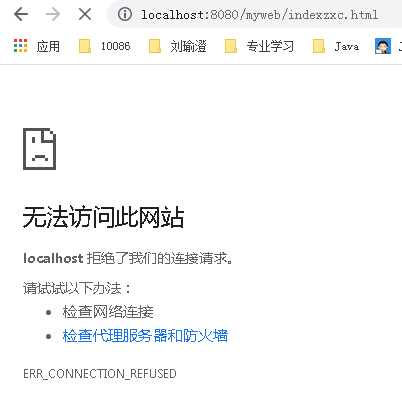 localhost:8080/myweb/indexzxc.html
应用 10086 刘瑜澄 专业学习 Java J
无法访问此网站
localhost 拒绝了我们的连接请求。
请试试以下办法：
• 检查网络连接
• 检查代理服务器和防火墙
ERR_CONNECTION_REFUSED